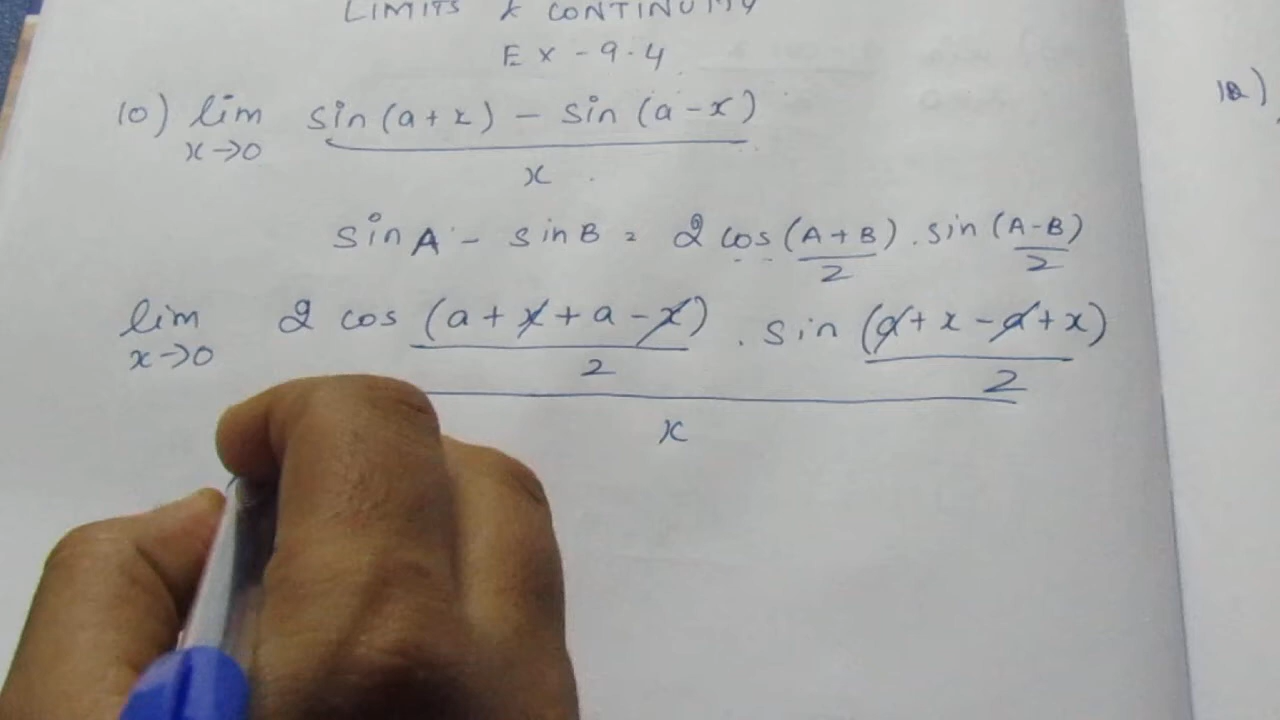 LIMITS & CONTINUITY
Ex - 9.4
10) lim x→0 sin (a + x) - sin (a - x) / x
12)
sin A - sin B = 2 cos (A + B)/2 . sin (A - B)/2
lim x→0 2 cos (a + x + a - x)/2 . sin (a + x - a + x)/2 / x